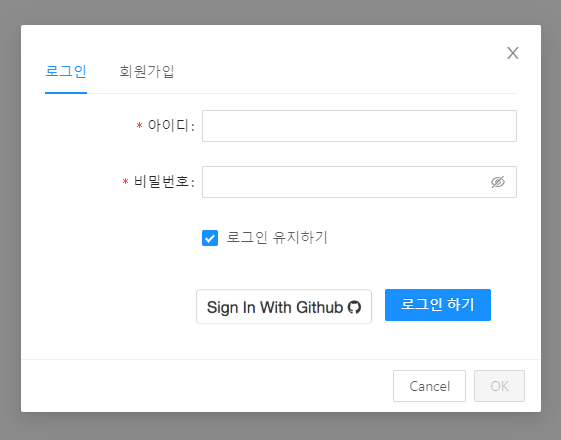 로그인 회원가입
* 아이디:
* 비밀번호:
로그인 유지하기
Sign In With Github 로그인 하기
Cancel OK